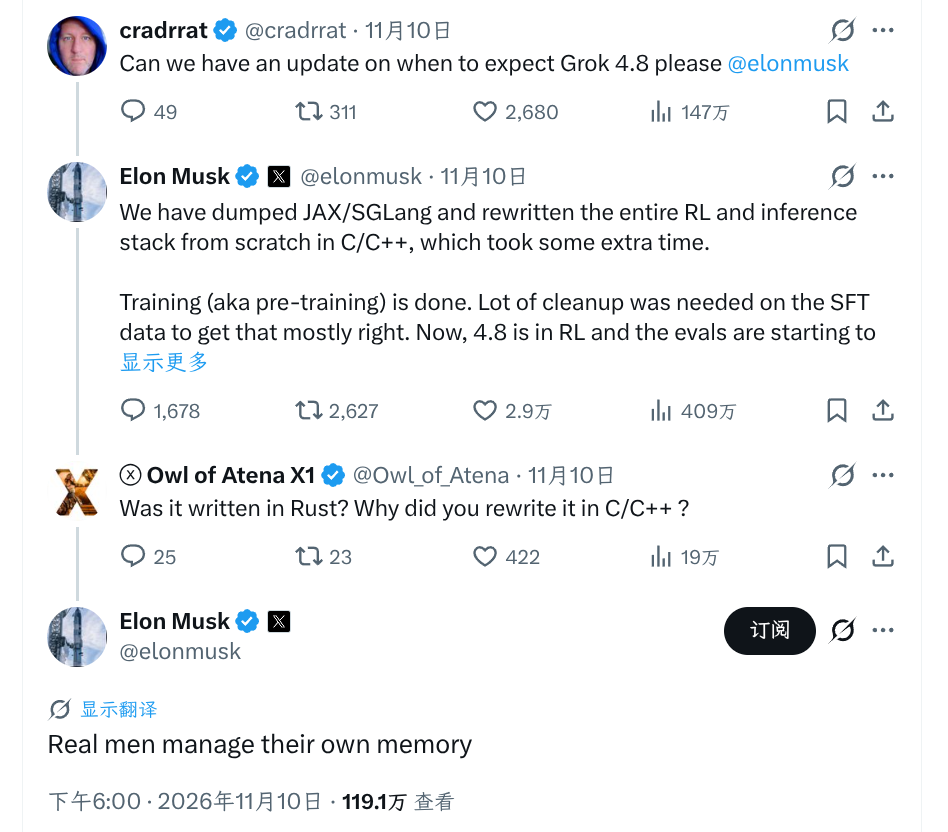 cradrrat @cradrrat · 11月10日
Can we have an update on when to expect Grok 4.8 please @elonmusk
49 311 2,680 147万
Elon Musk @elonmusk · 11月10日
We have dumped JAX/SGLang and rewritten the entire RL and inference
stack from scratch in C/C++, which took some extra time.
Training (aka pre-training) is done. Lot of cleanup was needed on the SFT
data to get that mostly right. Now, 4.8 is in RL and the evals are starting to
显示更多
1,678 2,627 2.9万 409万
Owl of Atena X1 @Owl_of_Atena · 11月10日
Was it written in Rust? Why did you rewrite it in C/C++ ?
25 23 422 19万
Elon Musk
@elonmusk
订阅
显示翻译
Real men manage their own memory
下午6:00 · 2026年11月10日 · 119.1万 查看